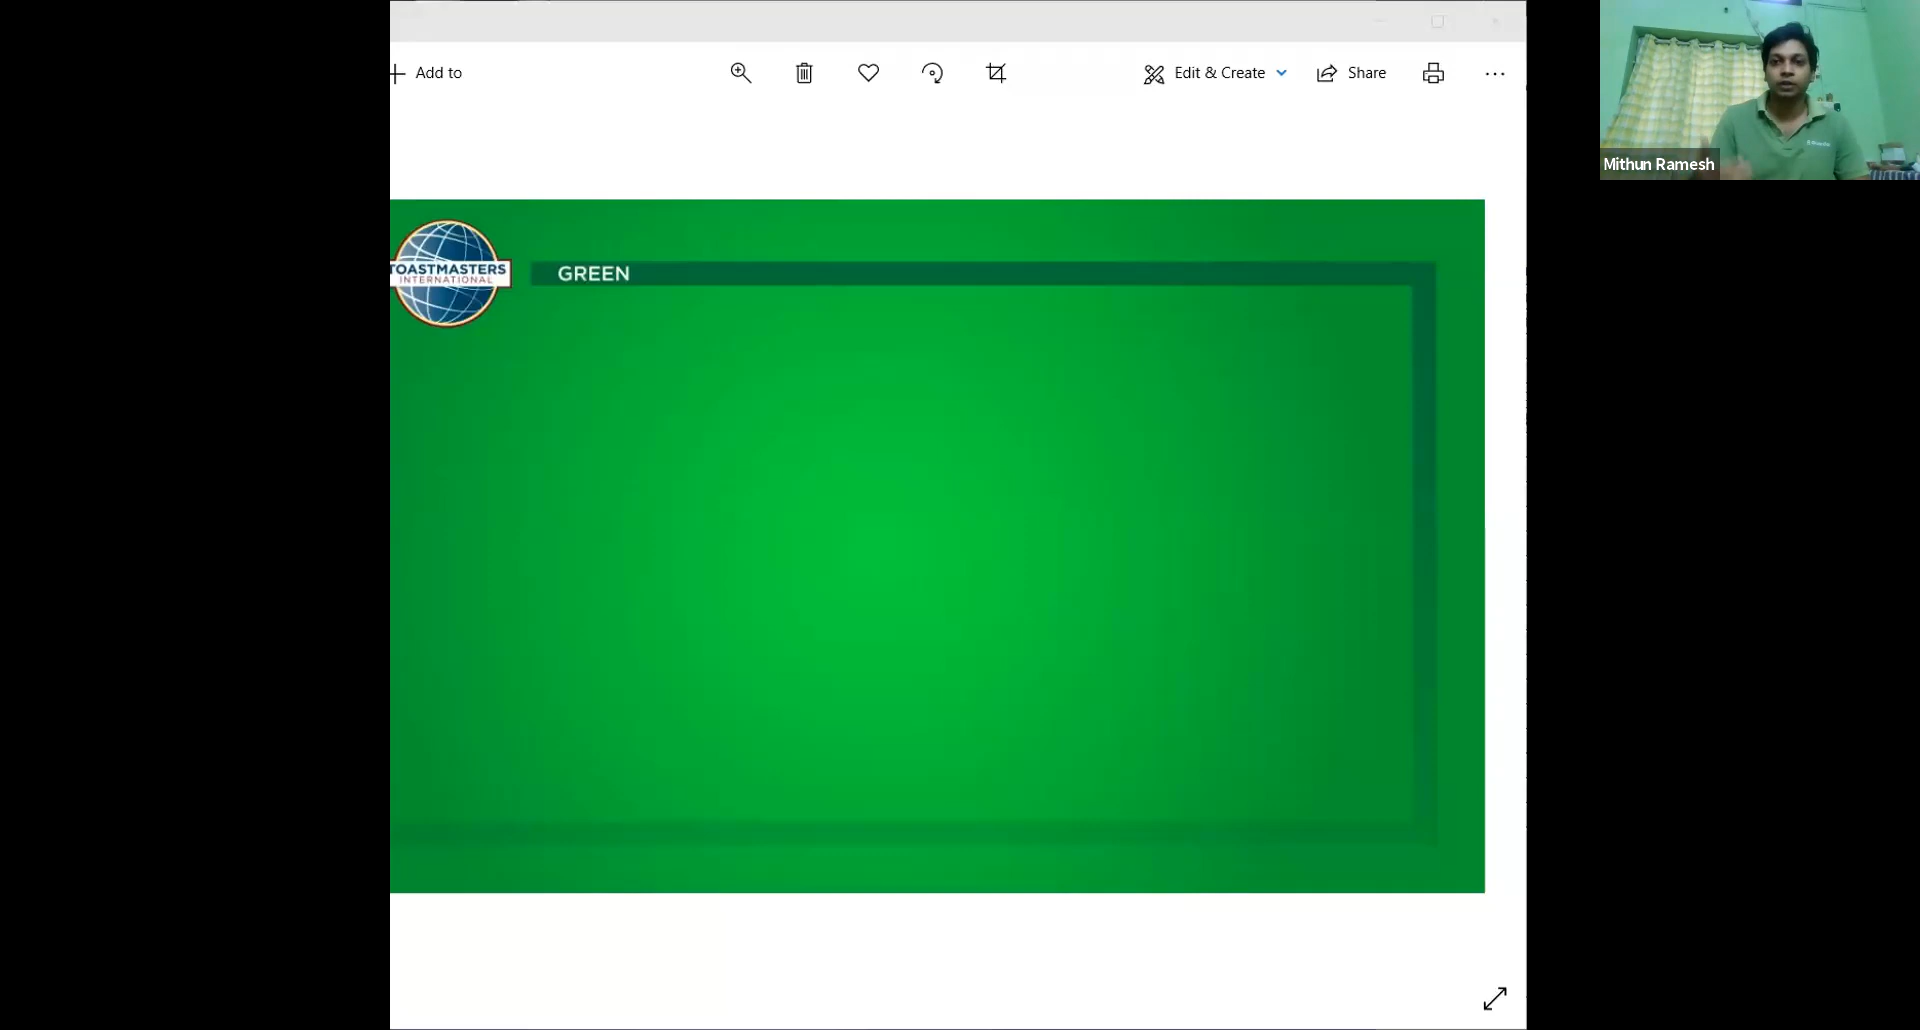 Add to
Edit & Create
Share
Mithun Ramesh
TOASTMASTERS
INTERNATIONAL
GREEN